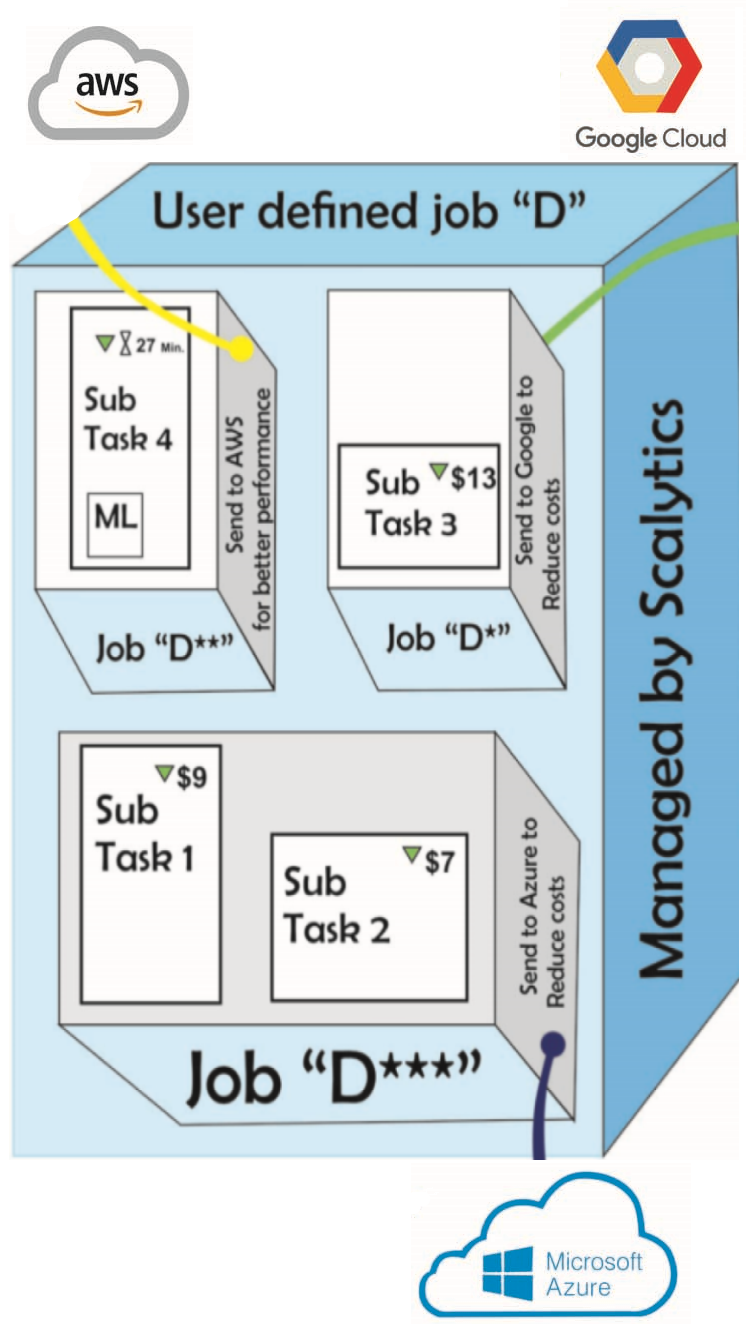 aws
Google Cloud
User defined job “D”
27 Min.
Sub
Task 4
ML
Send to AWS
for better performance
Job “D**”
Sub $13
Task 3
Send to Google to
Reduce costs
Job “D*”
Managed by Scalytics
$9
Sub
Task 1
$7
Sub
Task 2
Send to Azure to
Reduce costs
Job “D***”
Microsoft
Azure